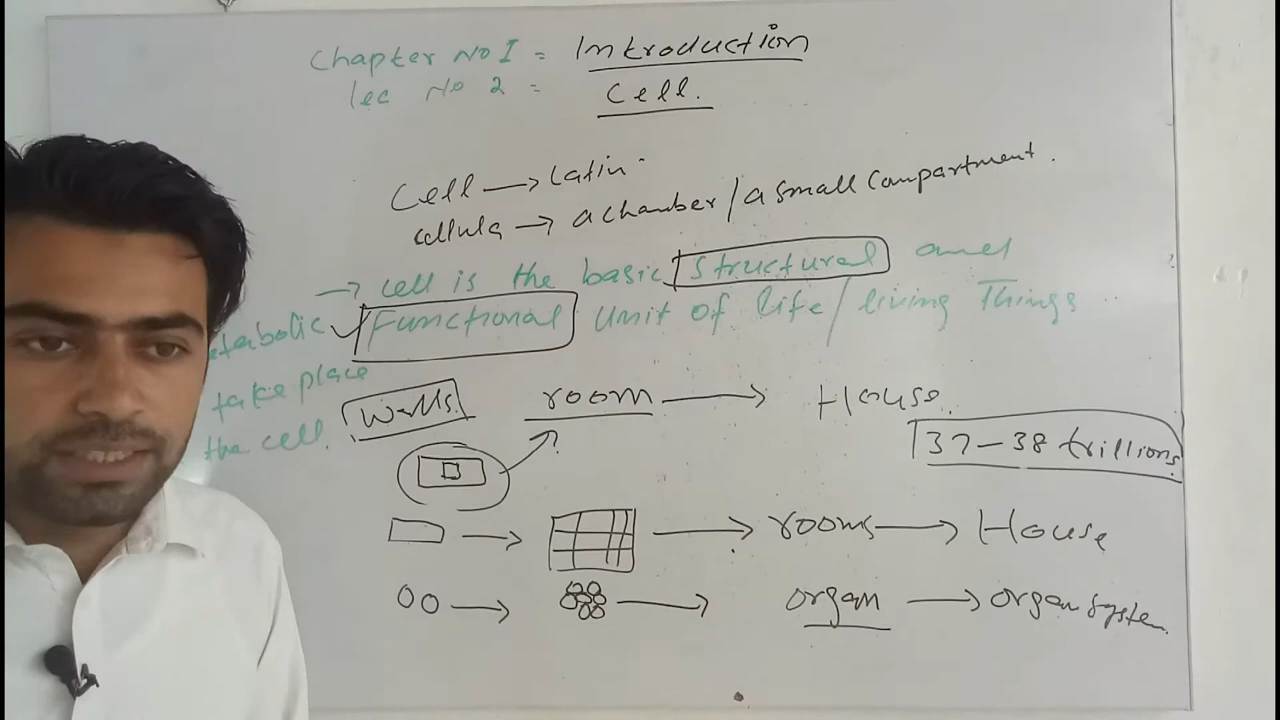 Chapter No I = Introduction
lec No 2 = Cell.
Cell → Latin
cellula → a chamber / a small compartment.
→ cell is the basic structural and
Functional Unit of life / living Things
take place
the cell.
Walls
room → House.
37-38 trillions
→ rooms → House
→ organ → organ system